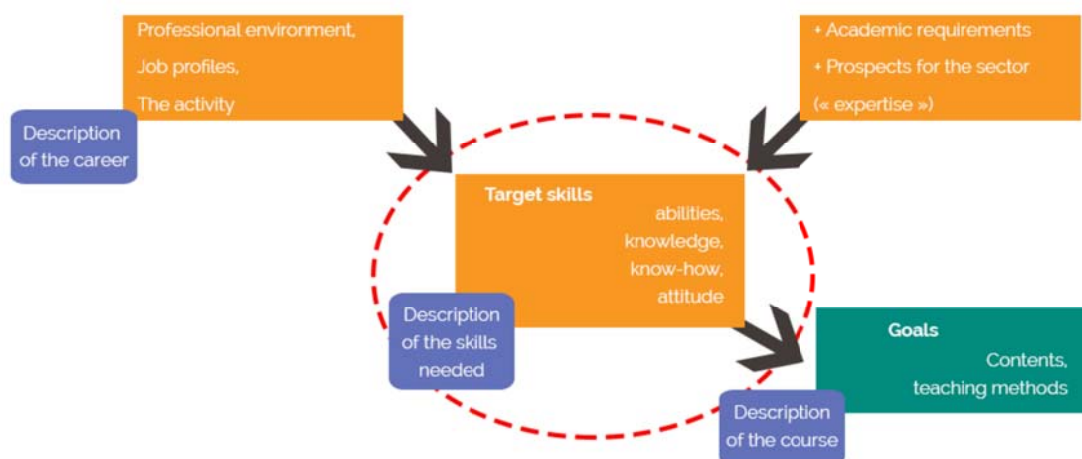 Professional environment,
Job profiles,
The activity
Description
of the career
+ Academic requirements
+ Prospects for the sector
(« expertise »)
Target skills
abilities,
knowledge,
know-how,
attitude
Description
of the skills
needed
Goals
Contents,
teaching methods
Description
of the course